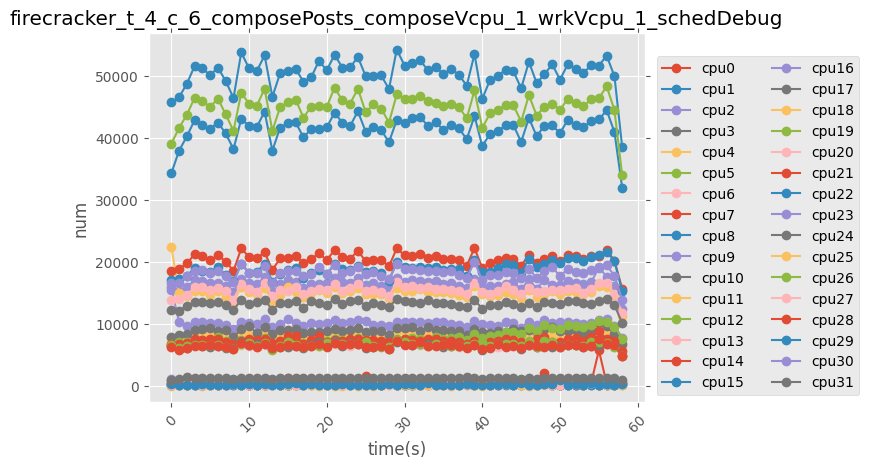 firecracker_t_4_c_6_composePosts_composeVcpu_1_wrkVcpu_1_schedDebug
num
50000
40000
30000
20000
10000
0
0
10
20
30
40
50
60
time(s)
cpu0
cpu1
cpu2
cpu3
cpu4
cpu5
cpu6
cpu7
cpu8
cpu9
cpu10
cpu11
cpu12
cpu13
cpu14
cpu15
cpu16
cpu17
cpu18
cpu19
cpu20
cpu21
cpu22
cpu23
cpu24
cpu25
cpu26
cpu27
cpu28
cpu29
cpu30
cpu31